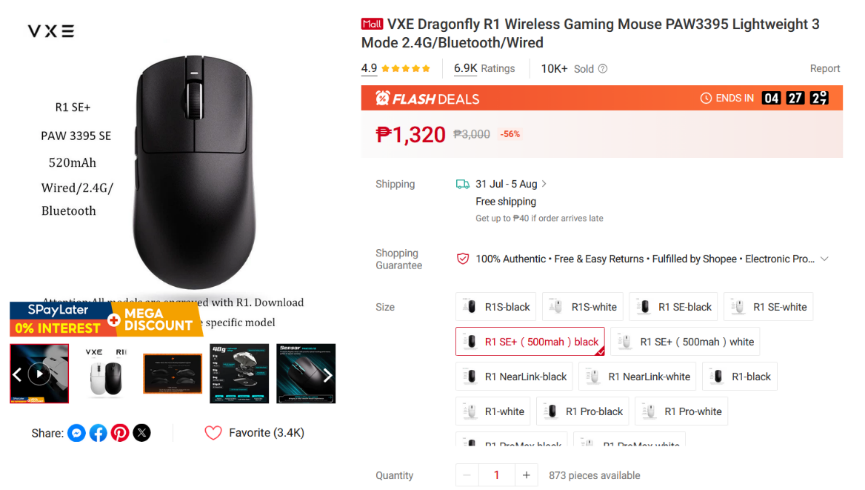 VXE
R1 SE+
PAW 3395 SE
520mAh
Wired/2.4G/
Bluetooth
Attention:All models are engraved with R1. Download
specific model
SPayLater
0% INTEREST
+
MEGA
DISCOUNT
VXE R1
40g
Sensor
Share:
Favorite (3.4K)
Mall VXE Dragonfly R1 Wireless Gaming Mouse PAW3395 Lightweight 3
Mode 2.4G/Bluetooth/Wired
4.9 6.9K Ratings 10K+ Sold Report
FLASH DEALS ENDS IN 04 27
₱1,320 ₱3,000 -56%
Shipping 31 Jul - 5 Aug
Free shipping
Get up to ₱40 if order arrives late
Shopping
Guarantee
100% Authentic • Free & Easy Returns • Fulfilled by Shopee • Electronic Pro...
Size R1S-black R1S-white R1 SE-black R1 SE-white
R1 SE+ ( 500mah ) black R1 SE+ ( 500mah ) white
R1 NearLink-black R1 NearLink-white R1-black
R1-white R1 Pro-black R1 Pro-white
R1 ProMax black R1 ProMax white
Quantity - 1 + 873 pieces available